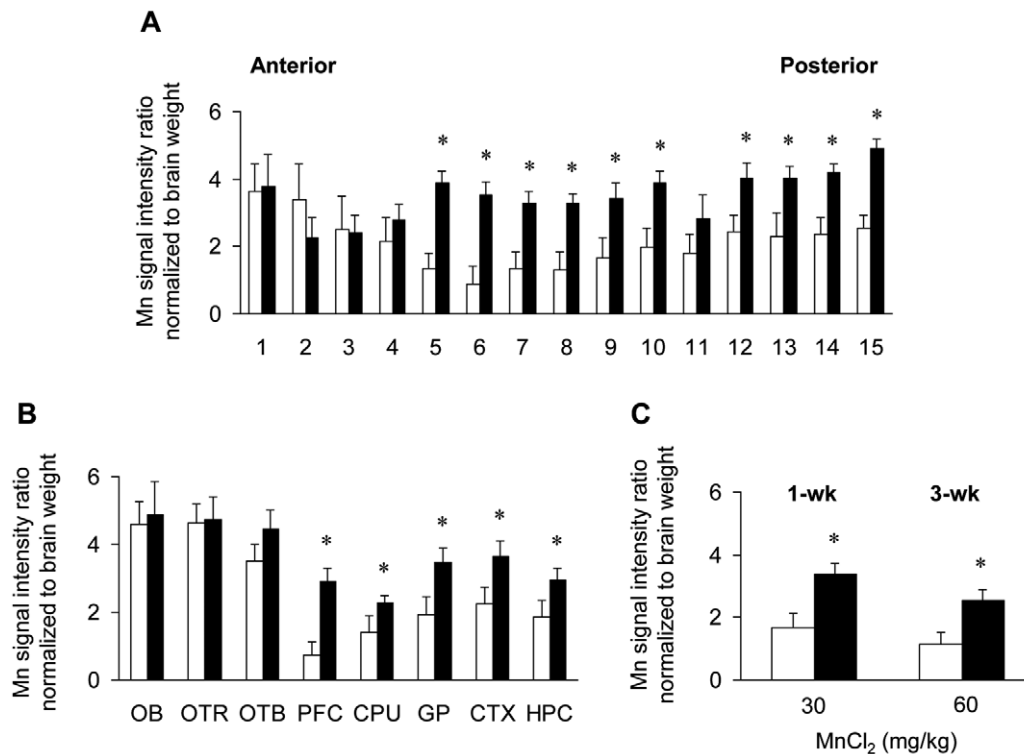 A
Anterior
Posterior
Mn signal intensity ratio
normalized to brain weight
6
4
2
0
* * * * * * * * * *
1 2 3 4 5 6 7 8 9 10 11 12 13 14 15
B
Mn signal intensity ratio
normalized to brain weight
6
4
2
0
* * * * *
OB OTR OTB PFC CPU GP CTX HPC
C
Mn signal intensity ratio
normalized to brain weight
6
4
2
0
1-wk 3-wk
* *
30 60
MnCl₂ (mg/kg)